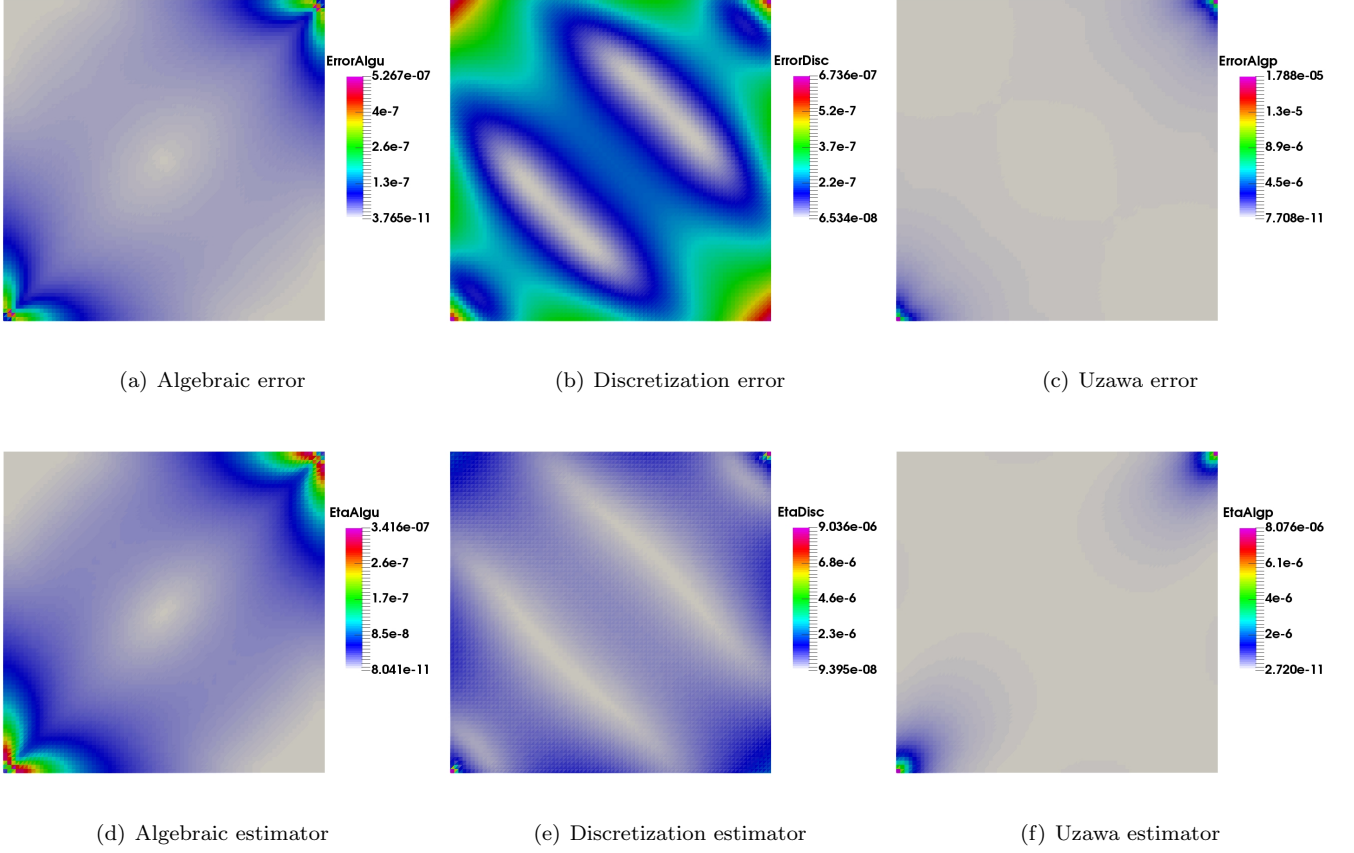 ErrorAlgu
5.267e-07
4e-7
2.6e-7
1.3e-7
3.765e-11
ErrorDisc
6.736e-07
5.2e-7
3.7e-7
2.2e-7
6.534e-08
ErrorAlgp
1.788e-05
1.3e-5
8.9e-6
4.5e-6
7.708e-11
(a) Algebraic error
(b) Discretization error
(c) Uzawa error
EtaAlgu
3.416e-07
2.6e-7
1.7e-7
8.5e-8
8.041e-11
EtaDisc
9.036e-06
6.8e-6
4.6e-6
2.3e-6
9.395e-08
EtaAlgp
8.076e-06
6.1e-6
4e-6
2e-6
2.720e-11
(d) Algebraic estimator
(e) Discretization estimator
(f) Uzawa estimator